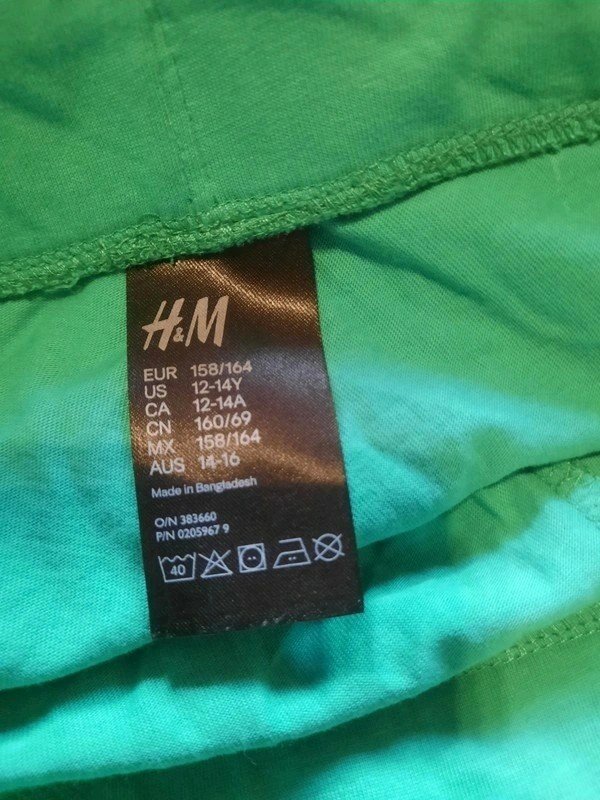 H&M
EUR 158/164
US 12-14Y
CA 12-14A
CN 160/69
MX 158/164
AUS 14-16
Made in Bangladesh
O/N 383660
P/N 0205967 9
40